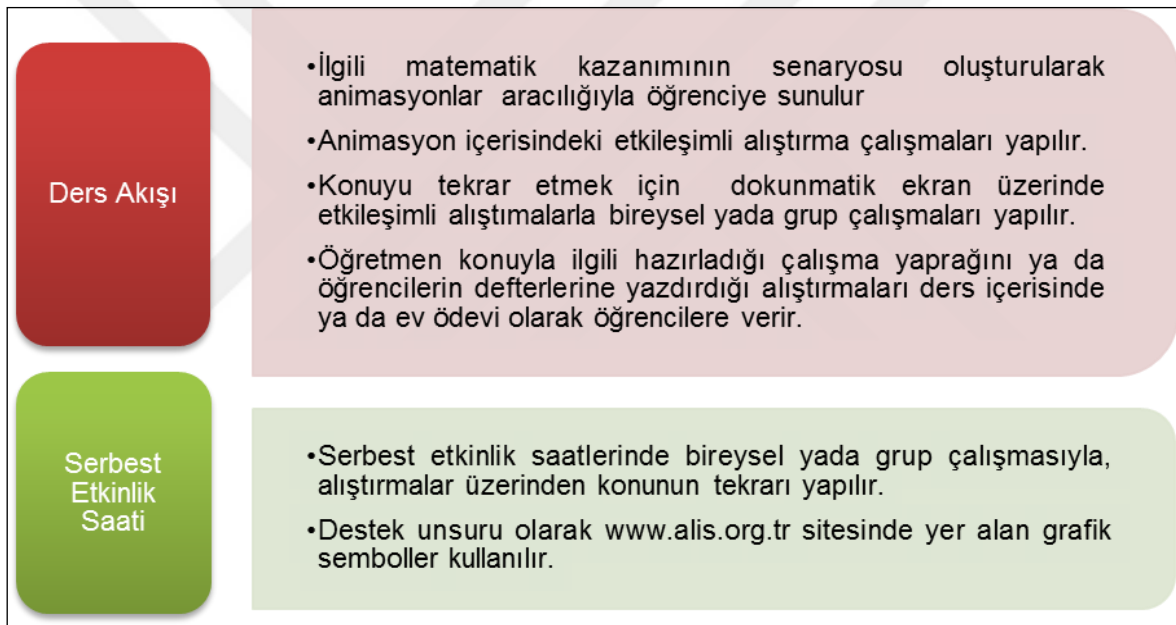 Ders Akışı
•İlgili matematik kazanımının senaryosu oluşturularak
animasyonlar aracılığıyla öğrenciye sunulur
•Animasyon içerisindeki etkileşimli alıştırma çalışmaları yapılır.
•Konuyu tekrar etmek için dokunmatik ekran üzerinde
etkileşimli alıştımalarla bireysel yada grup çalışmaları yapılır.
•Öğretmen konuyla ilgili hazırladığı çalışma yaprağını ya da
öğrencilerin defterlerine yazdırdığı alıştırmaları ders içerisinde
ya da ev ödevi olarak öğrencilere verir.
Serbest
Etkinlik
Saati
•Serbest etkinlik saatlerinde bireysel yada grup çalışmasıyla,
alıştırmalar üzerinden konunun tekrarı yapılır.
•Destek unsuru olarak www.alis.org.tr sitesinde yer alan grafik
semboller kullanılır.